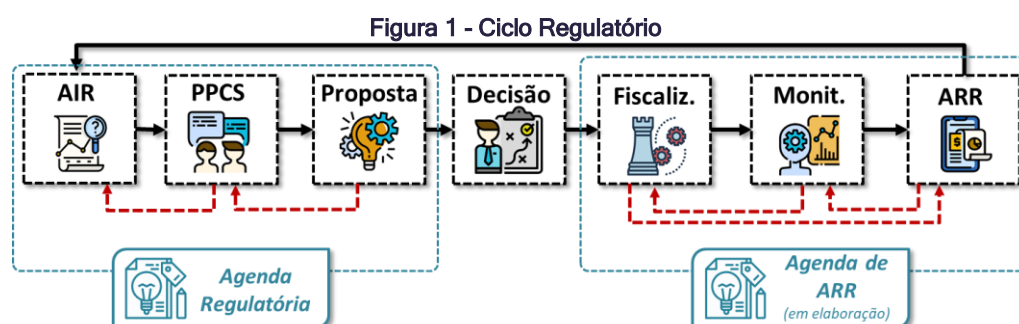 Figura 1 - Ciclo Regulatório
AIR
PPCS
Proposta
Decisão
Fiscaliz.
Monit.
ARR
Agenda
Regulatória
Agenda de
ARR
(em elaboração)